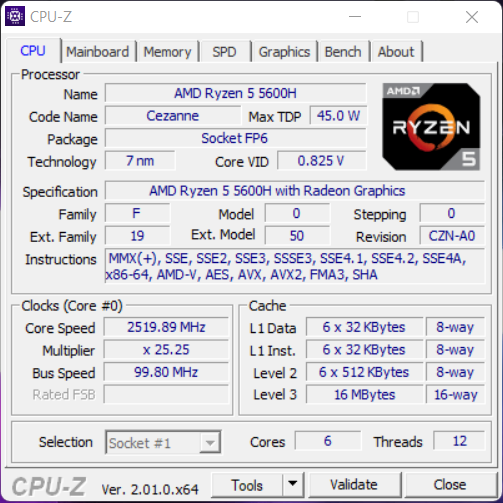 CPU-Z
CPU Mainboard Memory SPD Graphics Bench About
Processor
Name AMD Ryzen 5 5600H
Code Name Cezanne Max TDP 45.0 W
Package Socket FP6
Technology 7 nm Core VID 0.825 V
AMD
RYZEN
5
Specification AMD Ryzen 5 5600H with Radeon Graphics
Family F Model 0 Stepping 0
Ext. Family 19 Ext. Model 50 Revision CZN-A0
Instructions MMX(+), SSE, SSE2, SSE3, SSSE3, SSE4.1, SSE4.2, SSE4A,
x86-64, AMD-V, AES, AVX, AVX2, FMA3, SHA
Clocks (Core #0)
Core Speed 2519.89 MHz
Multiplier x 25.25
Bus Speed 99.80 MHz
Rated FSB
Cache
L1 Data 6 x 32 KBytes 8-way
L1 Inst. 6 x 32 KBytes 8-way
Level 2 6 x 512 KBytes 8-way
Level 3 16 MBytes 16-way
Selection Socket #1 Cores 6 Threads 12
CPU-Z Ver. 2.01.0.x64 Tools Validate Close